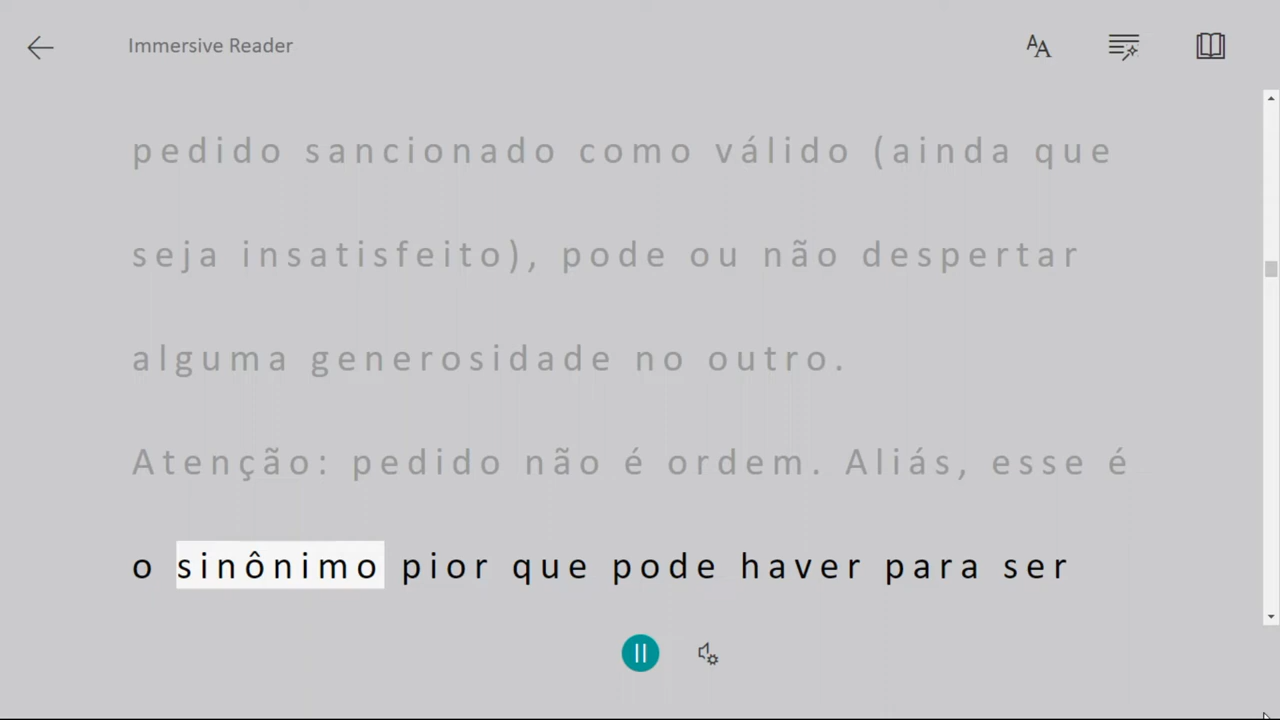 Immersive Reader
pedido sancionado como válido (ainda que
seja insatisfeito), pode ou não despertar
alguma generosidade no outro.
Atenção: pedido não é ordem. Aliás, esse é
o sinônimo pior que pode haver para ser